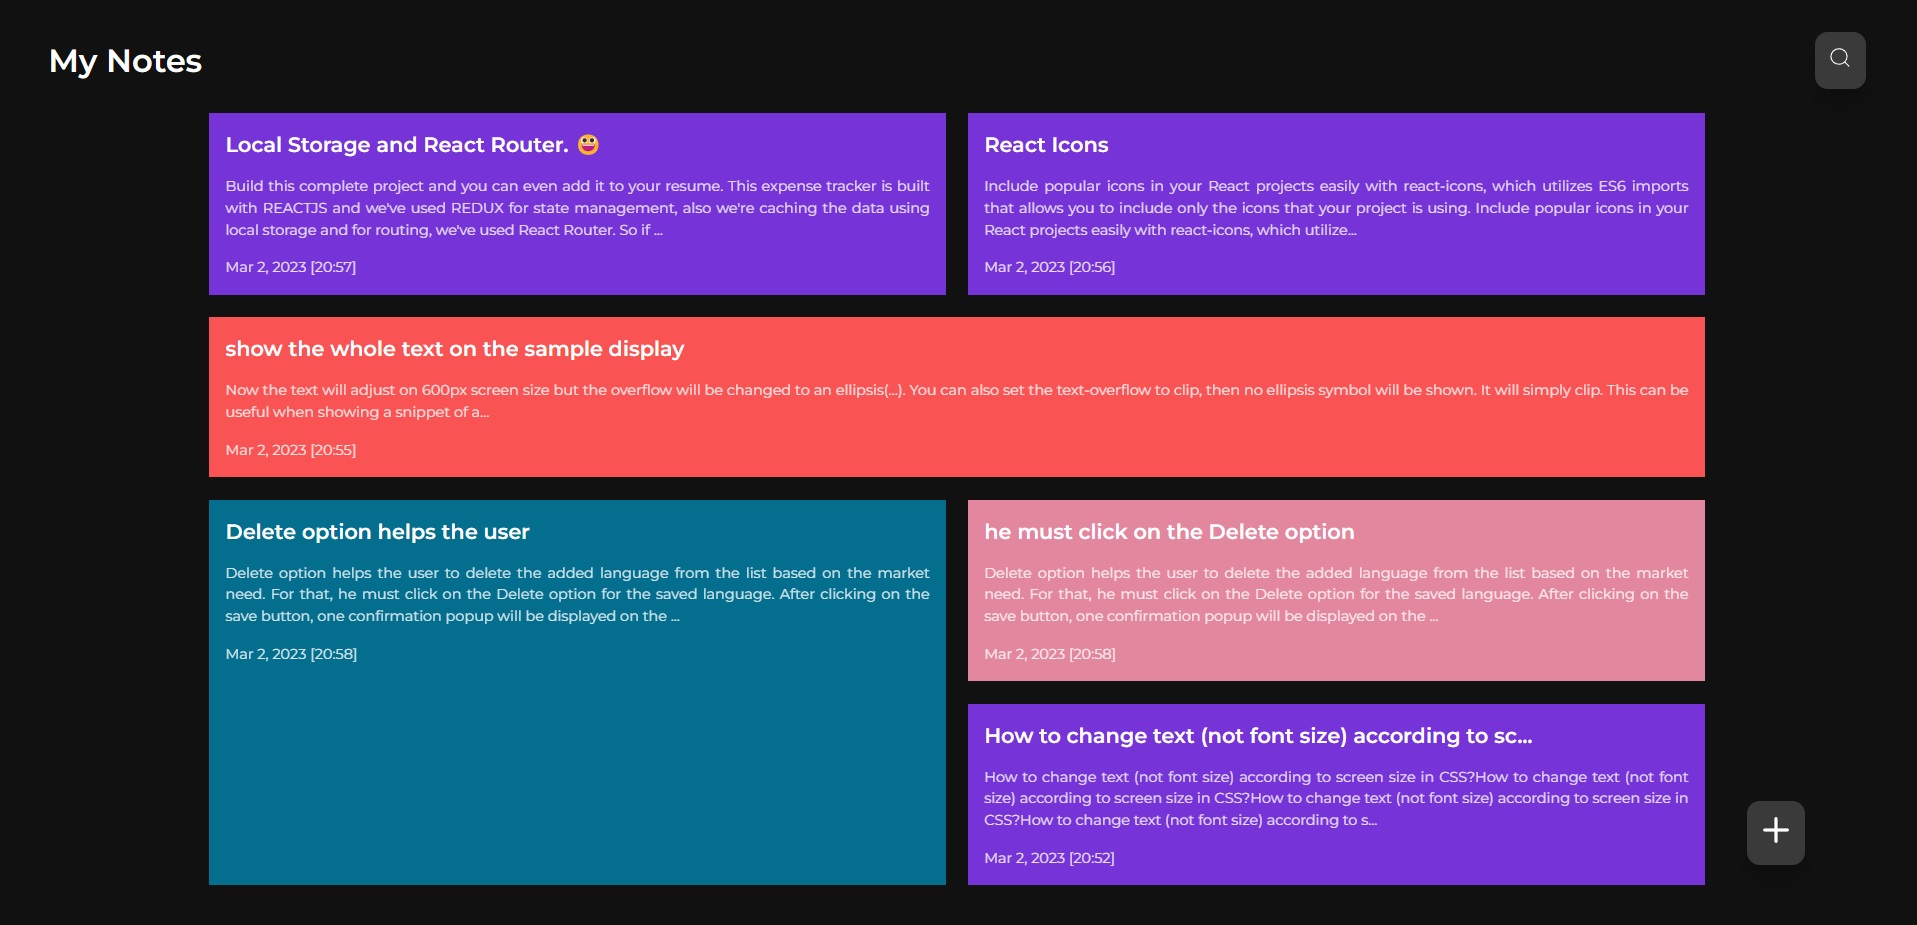 My Notes
Local Storage and React Router. 😀
Build this complete project and you can even add it to your resume. This expense tracker is built
with REACTJS and we've used REDUX for state management, also we're caching the data using
local storage and for routing, we've used React Router. So if ...
Mar 2, 2023 [20:57]
React Icons
Include popular icons in your React projects easily with react-icons, which utilizes ES6 imports
that allows you to include only the icons that your project is using. Include popular icons in your
React projects easily with react-icons, which utilize...
Mar 2, 2023 [20:56]
show the whole text on the sample display
Now the text will adjust on 600px screen size but the overflow will be changed to an ellipsis(...). You can also set the text-overflow to clip, then no ellipsis symbol will be shown. It will simply clip. This can be
useful when showing a snippet of a...
Mar 2, 2023 [20:55]
Delete option helps the user
Delete option helps the user to delete the added language from the list based on the market
need. For that, he must click on the Delete option for the saved language. After clicking on the
save button, one confirmation popup will be displayed on the ...
Mar 2, 2023 [20:58]
he must click on the Delete option
Delete option helps the user to delete the added language from the list based on the market
need. For that, he must click on the Delete option for the saved language. After clicking on the
save button, one confirmation popup will be displayed on the ...
Mar 2, 2023 [20:58]
How to change text (not font size) according to sc...
How to change text (not font size) according to screen size in CSS?How to change text (not font
size) according to screen size in CSS?How to change text (not font size) according to screen size in
CSS?How to change text (not font size) according to s...
Mar 2, 2023 [20:52]